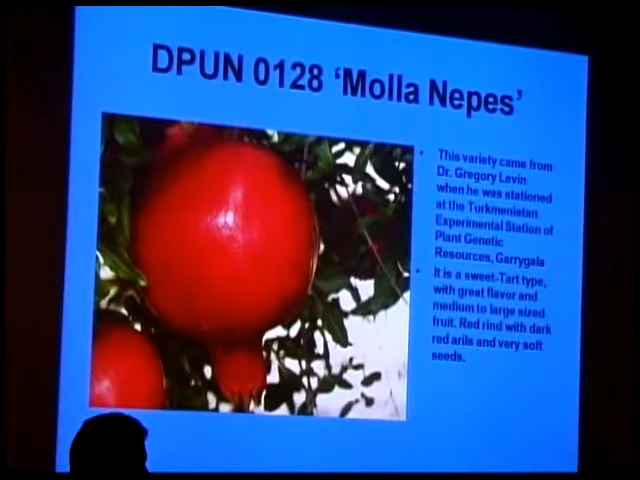 DPUN 0128 ‘Molla Nepes’
• This variety came from
Dr. Gregory Levin
when he was stationed
at the Turkmenistan
Experimental Station of
Plant Genetic
Resources, Garrygala
• It is a sweet-Tart type,
with great flavor and
medium to large sized
fruit. Red rind with dark
red arils and very soft
seeds.